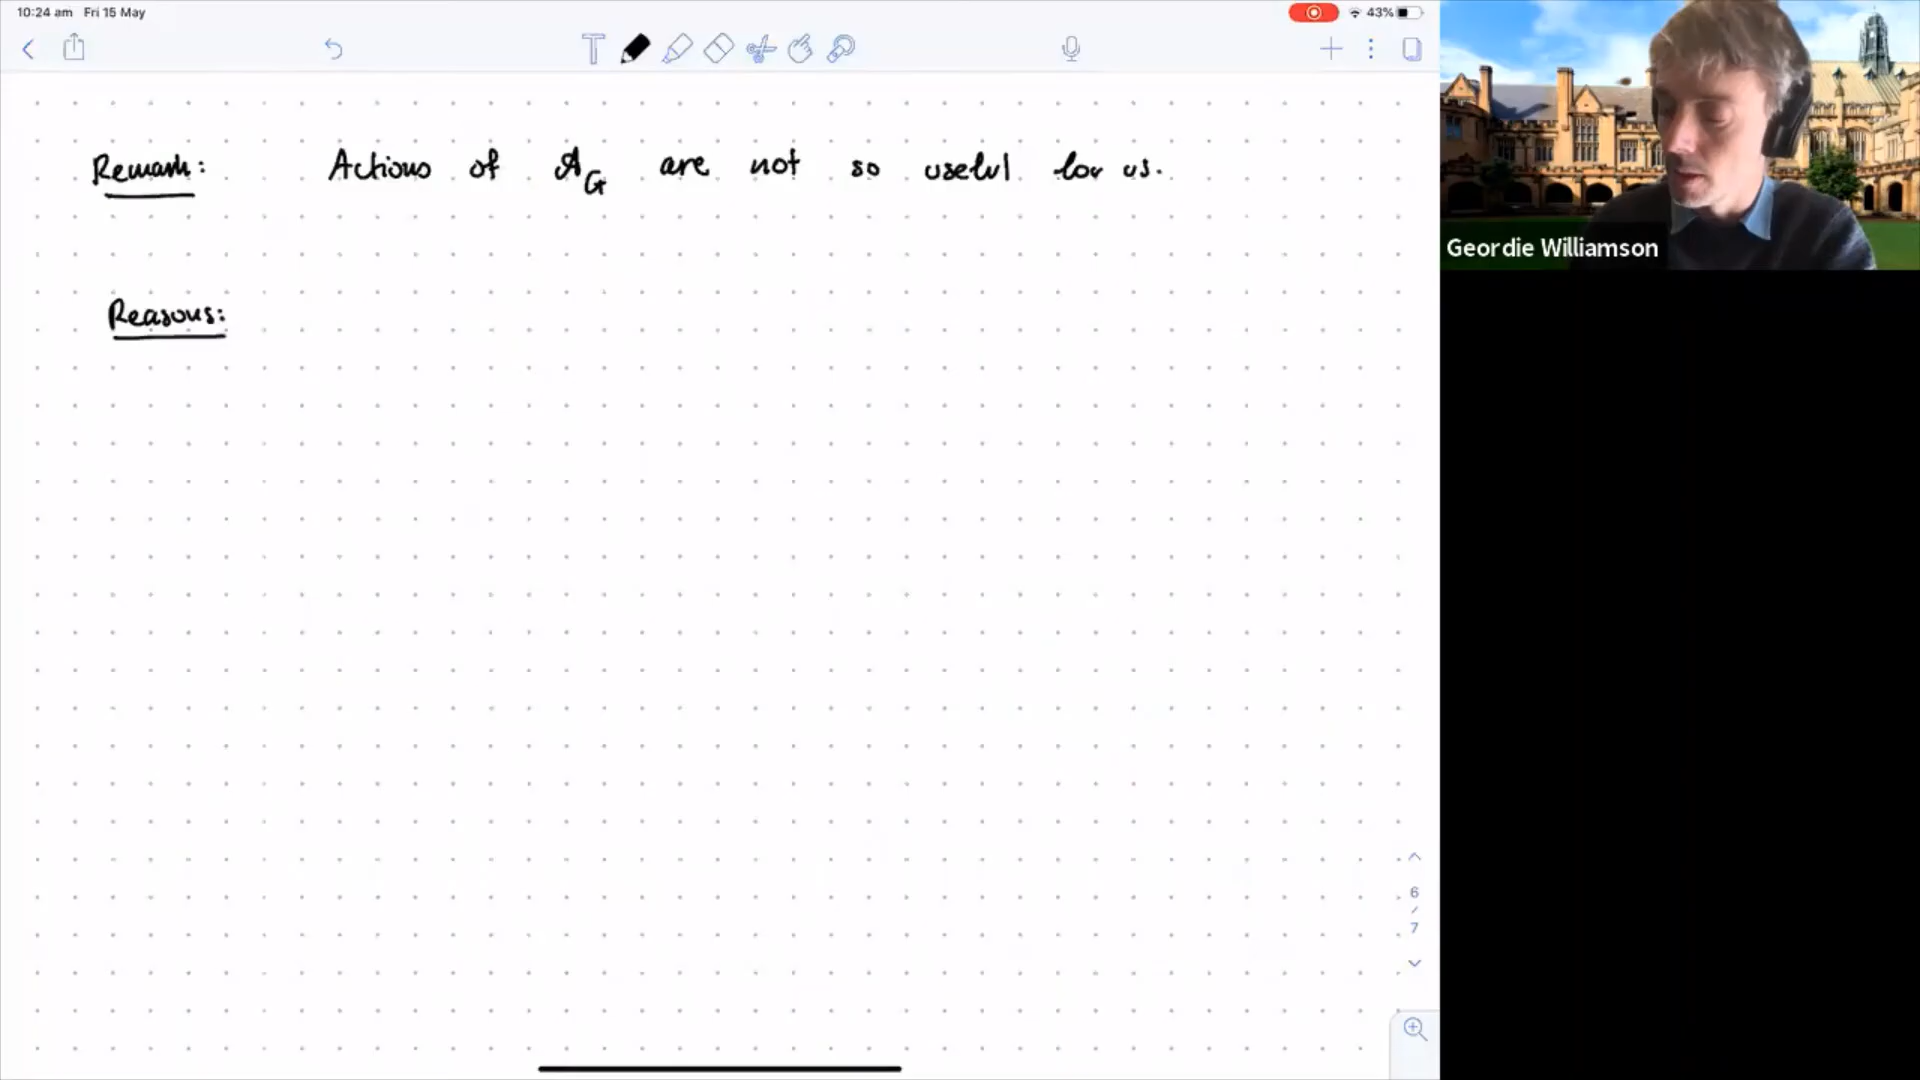 10:24 am Fri 15 May
43%
Remark: Actions of 𝒜_G are not so useful for us.
Reasons:
Geordie Williamson
6
/
7